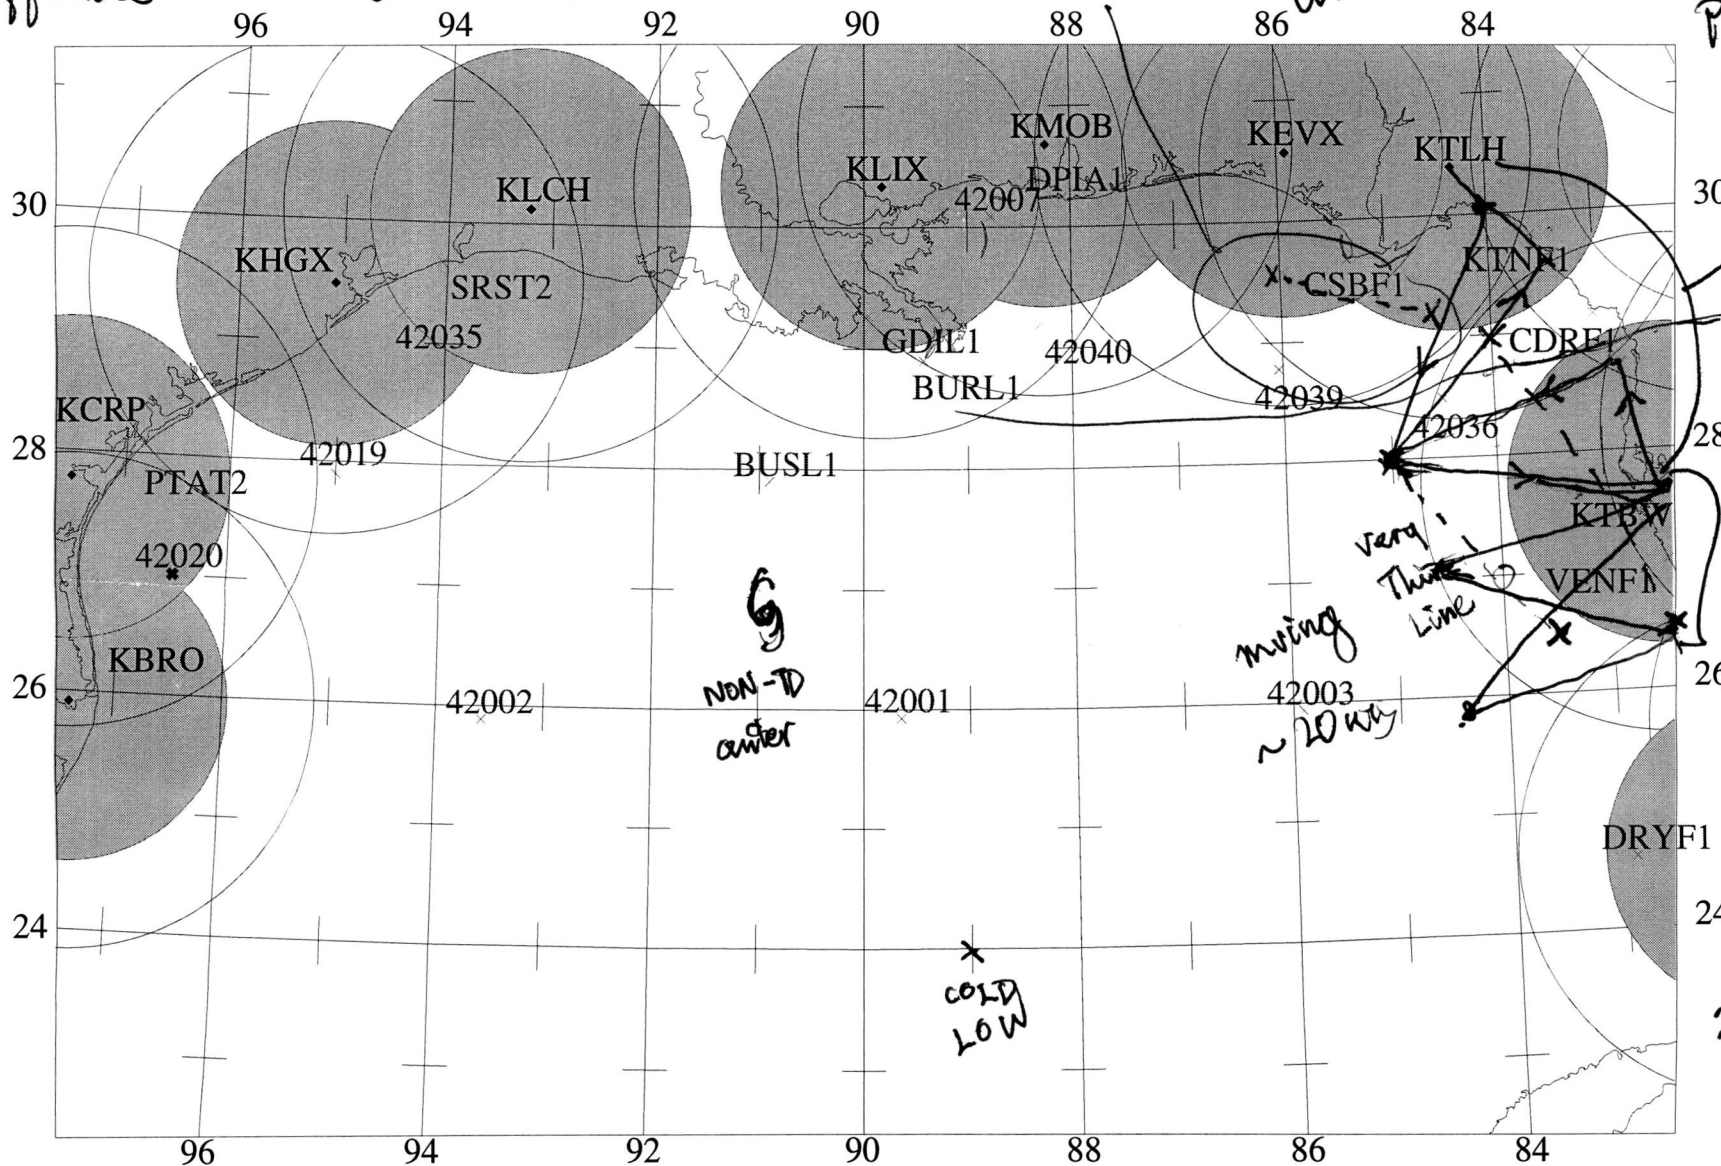 96 94 92 90 88 86 84
KMOB
KEVX
KTLH
KLIX
DPIA1
KLCH
42007
30 30
KHGX
KTNF1
SRST2
CSBF1
42035
GDIL1
42040
CDRF1
BURL1
42039
KCRP
42036
28 28
42019
BUSL1
PTAT2
KTBW
42020
very
Thin
Line
VENF1
moving
KBRO
NON-TD
center
26 26
42002
42001
42003
~20 kts
DRYF1
24 24
COLD
LOW
96 94 92 90 88 86 84